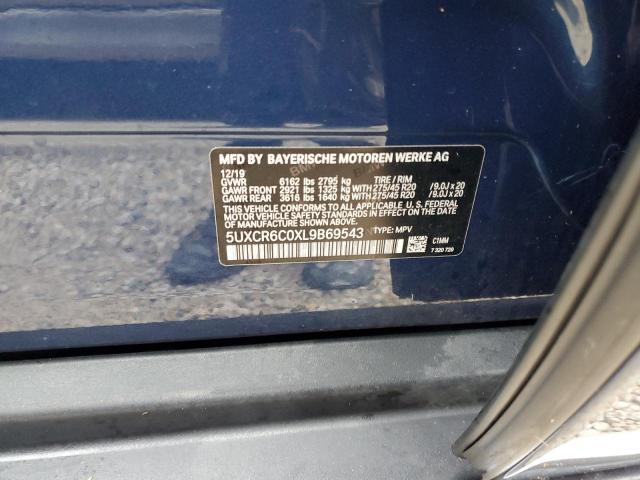 MFD BY BAYERISCHE MOTOREN WERKE AG
12/19
GVWR 6162 lbs 2795 kg TIRE / RIM
GAWR FRONT 2921 lbs 1325 kg WITH 275/45 R20 /9.0J x 20
GAWR REAR 3616 lbs 1640 kg WITH 275/45 R20 /9.0J x 20
THIS VEHICLE CONFORMS TO ALL APPLICABLE U.S. FEDERAL
MOTOR VEHICLE SAFETY STANDARDS IN EFFECT ON THE DATE
OF MANUFACTURE SHOWN ABOVE.
5UXCR6C0XL9B69543 TYPE: MPV
C1MM
7 320 729